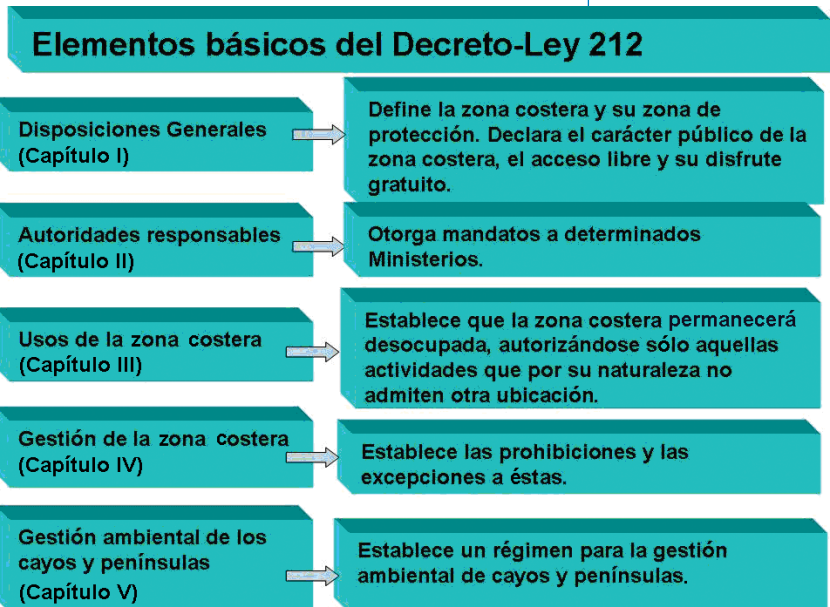 Elementos básicos del Decreto-Ley 212
Disposiciones Generales
(Capítulo I)
Define la zona costera y su zona de
protección. Declara el carácter público de la
zona costera, el acceso libre y su disfrute
gratuito.
Autoridades responsables
(Capítulo II)
Otorga mandatos a determinados
Ministerios.
Usos de la zona costera
(Capítulo III)
Establece que la zona costera permanecerá
desocupada, autorizándose sólo aquellas
actividades que por su naturaleza no
admiten otra ubicación.
Gestión de la zona costera
(Capítulo IV)
Establece las prohibiciones y las
excepciones a éstas.
Gestión ambiental de los
cayos y penínsulas
(Capítulo V)
Establece un régimen para la gestión
ambiental de cayos y penínsulas.